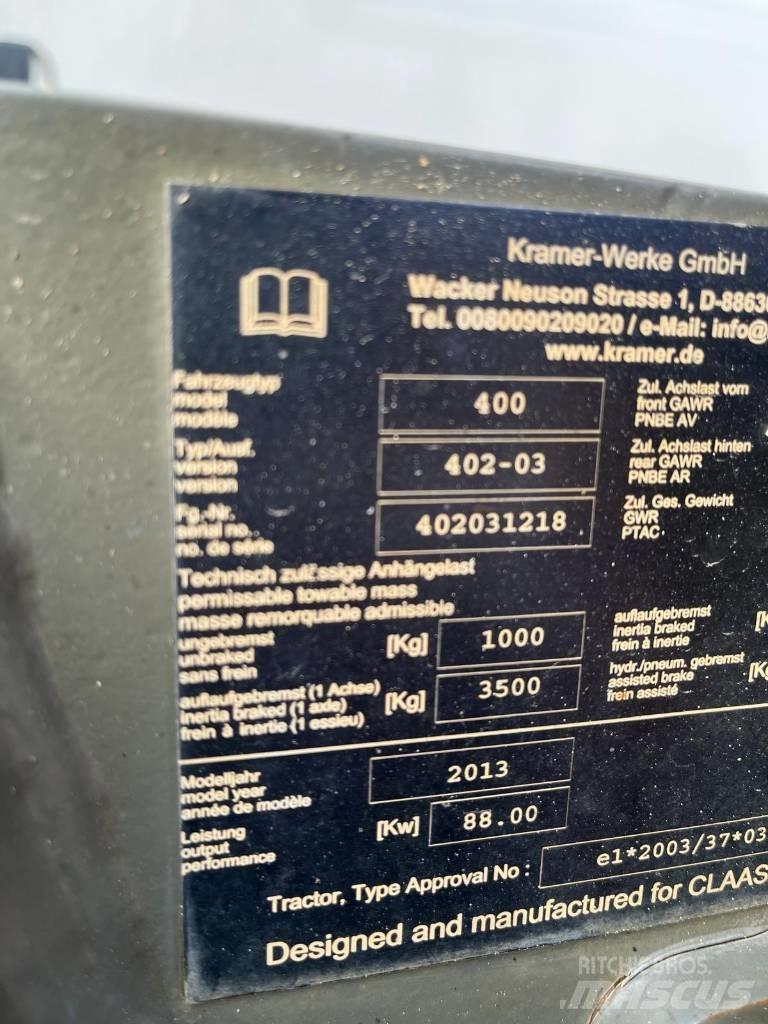 Kramer-Werke GmbH
Wacker Neuson Strasse 1, D-8863
Tel. 0080090209020 / e-Mail: info@
www.kramer.de
Fahrzeugtyp
model
modèle
400
Zul. Achslast vorn
front GAWR
PNBE AV
Typ/Ausf.
version
version
402-03
Zul. Achslast hinten
rear GAWR
PNBE AR
Fg.-Nr.
serial no.
no. de série
402031218
Zul. Ges. Gewicht
GWR
PTAC
Technisch zulässige Anhängelast
permissable towable mass
masse remorquable admissible
ungebremst
unbraked
sans frein
[Kg]
1000
auflaufgebremst
inertia braked
frein à inertie
auflaufgebremst (1 Achse)
inertia braked (1 axle)
frein à inertie (1 essieu)
[Kg]
3500
hydr./pneum. gebremst
assisted brake
frein assisté
Modelljahr
model year
année de modèle
2013
Leistung
output
performance
[Kw]
88.00
Tractor, Type Approval No :
e1*2003/37*03
Designed and manufactured for CLAAS
RITCHIE BROS.
MASCUS